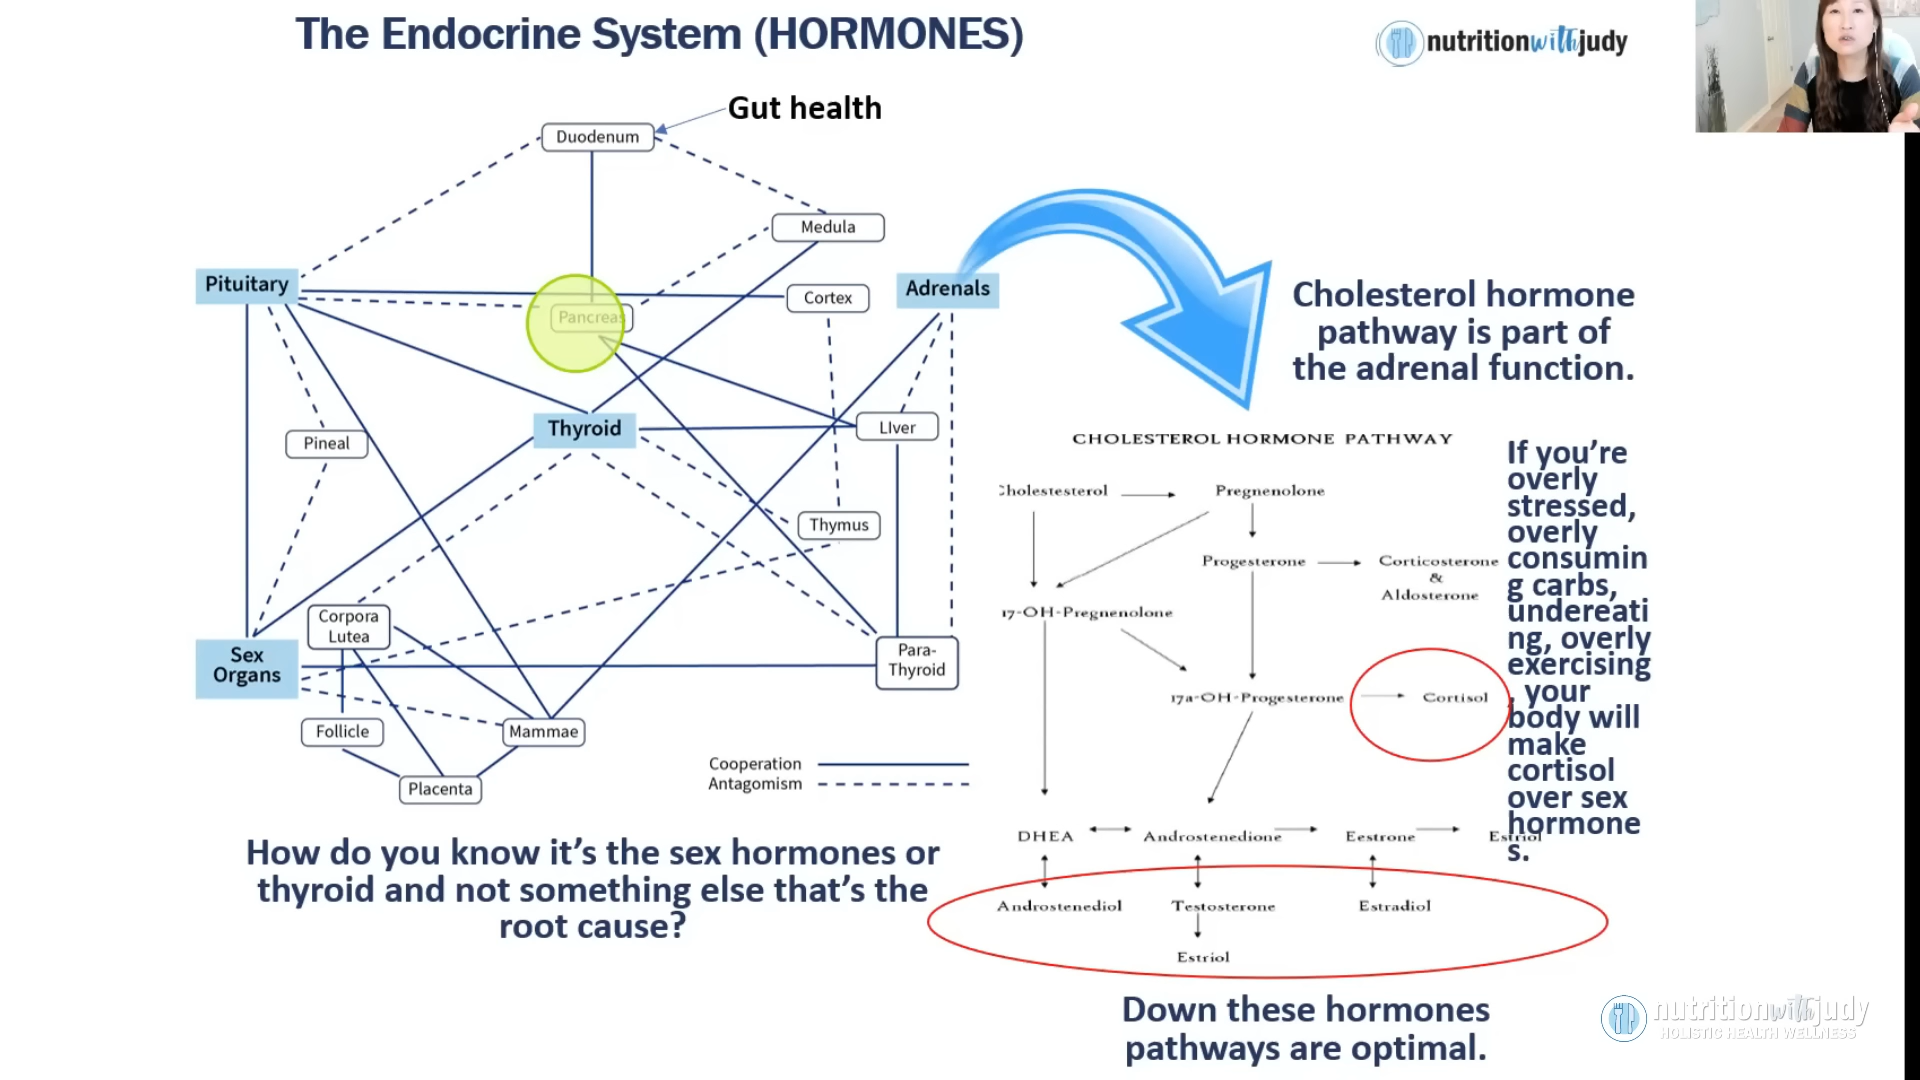 The Endocrine System (HORMONES)
nutritionwithjudy
Gut health
Duodenum
Medula
Pituitary
Cortex
Adrenals
Pancreas
Cholesterol hormone
pathway is part of
the adrenal function.
Thyroid
LIver
Pineal
Thymus
Corpora
Lutea
Sex
Organs
Para-
Thyroid
Follicle
Mammae
Placenta
Cooperation
Antagomism
How do you know it’s the sex hormones or
thyroid and not something else that’s the
root cause?
CHOLESTEROL HORMONE PATHWAY
Cholestesterol
Pregnenolone
Progesterone
Corticosterone
&
Aldosterone
17-OH-Pregnenolone
17a-OH-Progesterone
Cortisol
DHEA
Androstenedione
Eestrone
Estriol
Androstenediol
Testosterone
Estradiol
Estriol
If you’re
overly
stressed,
overly
consumin
g carbs,
undereati
ng, overly
exercising
, your
body will
make
cortisol
over sex
hormone
s.
Down these hormones
pathways are optimal.
nutritionwithjudy
HOLISTIC HEALTH WELLNESS